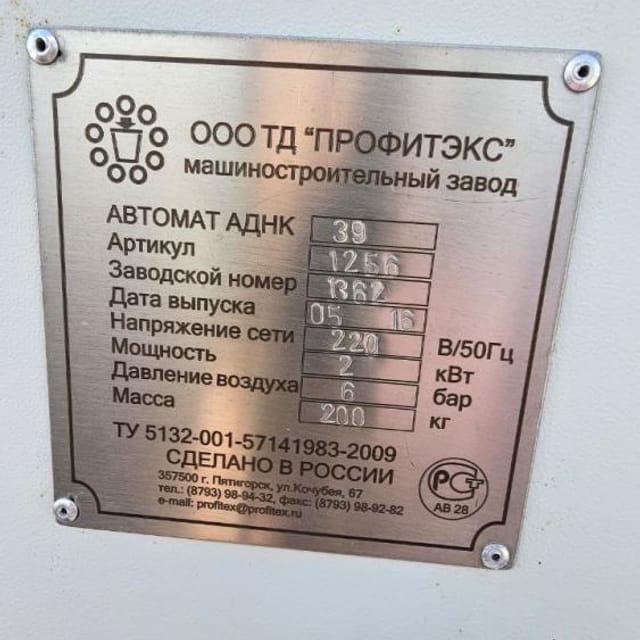 ООО ТД "ПРОФИТЭКС"
машиностроительный завод
АВТОМАТ АДНК 39
Артикул 1256
Заводской номер 1362
Дата выпуска 05 16
Напряжение сети 220 В/50Гц
Мощность 2 кВт
Давление воздуха 6 бар
Масса 200 кг
ТУ 5132-001-57141983-2009
СДЕЛАНО В РОССИИ
357500 г. Пятигорск, ул.Кочубея, 67
тел.: (8793) 98-94-32, факс: (8793) 98-92-82
e-mail: profitex@profitex.ru
РСТ
АВ 28